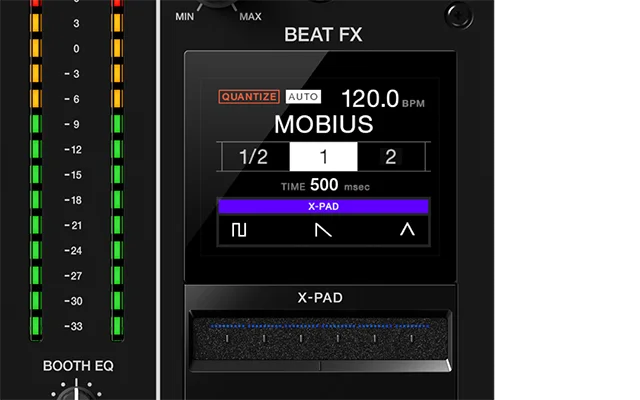 MIN MAX
BEAT FX
3
0
-3
-6
-9
-12
-15
-18
-21
-24
-27
-30
-33
QUANTIZE AUTO 120.0 BPM
MOBIUS
1/2 1 2
TIME 500 msec
X-PAD
X-PAD
BOOTH EQ